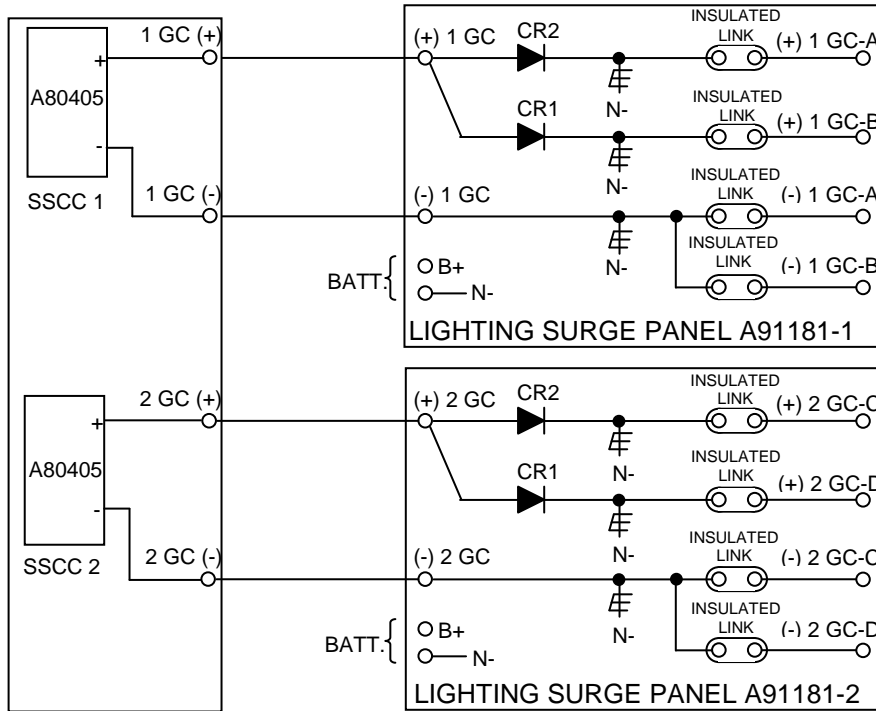 1 GC (+)
+
A80405
-
SSCC 1
1 GC (-)
(+) 1 GC
CR2
N-
INSULATED
LINK
(+) 1 GC-A
CR1
N-
INSULATED
LINK
(+) 1 GC-B
(-) 1 GC
N-
INSULATED
LINK
(-) 1 GC-A
INSULATED
LINK
(-) 1 GC-B
BATT.
B+
N-
LIGHTING SURGE PANEL A91181-1
2 GC (+)
+
A80405
-
SSCC 2
2 GC (-)
(+) 2 GC
CR2
N-
INSULATED
LINK
(+) 2 GC-C
CR1
N-
INSULATED
LINK
(+) 2 GC-D
(-) 2 GC
N-
INSULATED
LINK
(-) 2 GC-C
INSULATED
LINK
(-) 2 GC-D
BATT.
B+
N-
LIGHTING SURGE PANEL A91181-2